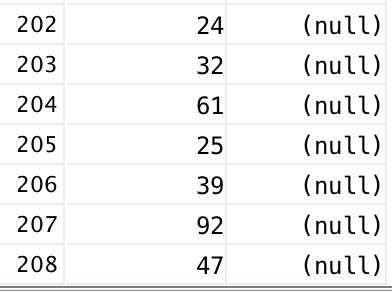 202 24 (null)
203 32 (null)
204 61 (null)
205 25 (null)
206 39 (null)
207 92 (null)
208 47 (null)